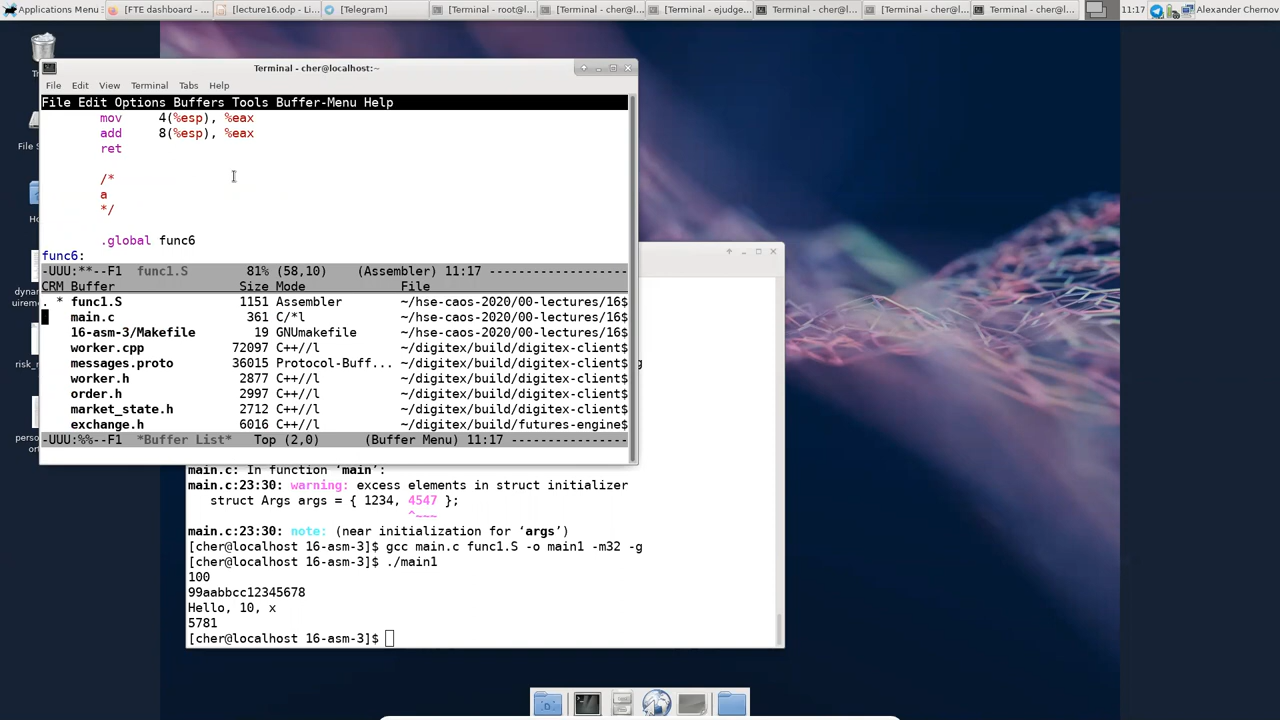 Applications Menu
[FTE dashboard - ...
[lecture16.odp - Li...
[Telegram]
[Terminal - root@l...
[Terminal - cher@l...
[Terminal - ejudge...
Terminal - cher@l...
[Terminal - cher@l...
Terminal - cher@l...
11:17
Alexander Chernov
Terminal - cher@localhost:~
File Edit View Terminal Tabs Help
File Edit Options Buffers Tools Buffer-Menu Help
mov 4(%esp), %eax
add 8(%esp), %eax
ret
/*
a
*/
.global func6
func6:
-UUU:**--F1 func1.S 81% (58,10) (Assembler) 11:17 -----------------
CRM Buffer Size Mode File
. * func1.S 1151 Assembler ~/hse-caos-2020/00-lectures/16$
main.c 361 C/*l ~/hse-caos-2020/00-lectures/16$
16-asm-3/Makefile 19 GNUmakefile ~/hse-caos-2020/00-lectures/16$
worker.cpp 72097 C++//l ~/digitex/build/digitex-client$
messages.proto 36015 Protocol-Buff... ~/digitex/build/digitex-client$
worker.h 2877 C++//l ~/digitex/build/digitex-client$
order.h 2997 C++//l ~/digitex/build/digitex-client$
market_state.h 2712 C++//l ~/digitex/build/digitex-client$
exchange.h 6016 C++//l ~/digitex/build/futures-engine$
-UUU:%%--F1 *Buffer List* Top (2,0) (Buffer Menu) 11:17 ---------------
g
main.c: In function ‘main’:
main.c:23:30: warning: excess elements in struct initializer
struct Args args = { 1234, 4547 };
^~~~
main.c:23:30: note: (near initialization for ‘args’)
[cher@localhost 16-asm-3]$ gcc main.c func1.S -o main1 -m32 -g
[cher@localhost 16-asm-3]$ ./main1
100
99aabbcc12345678
Hello, 10, x
5781
[cher@localhost 16-asm-3]$